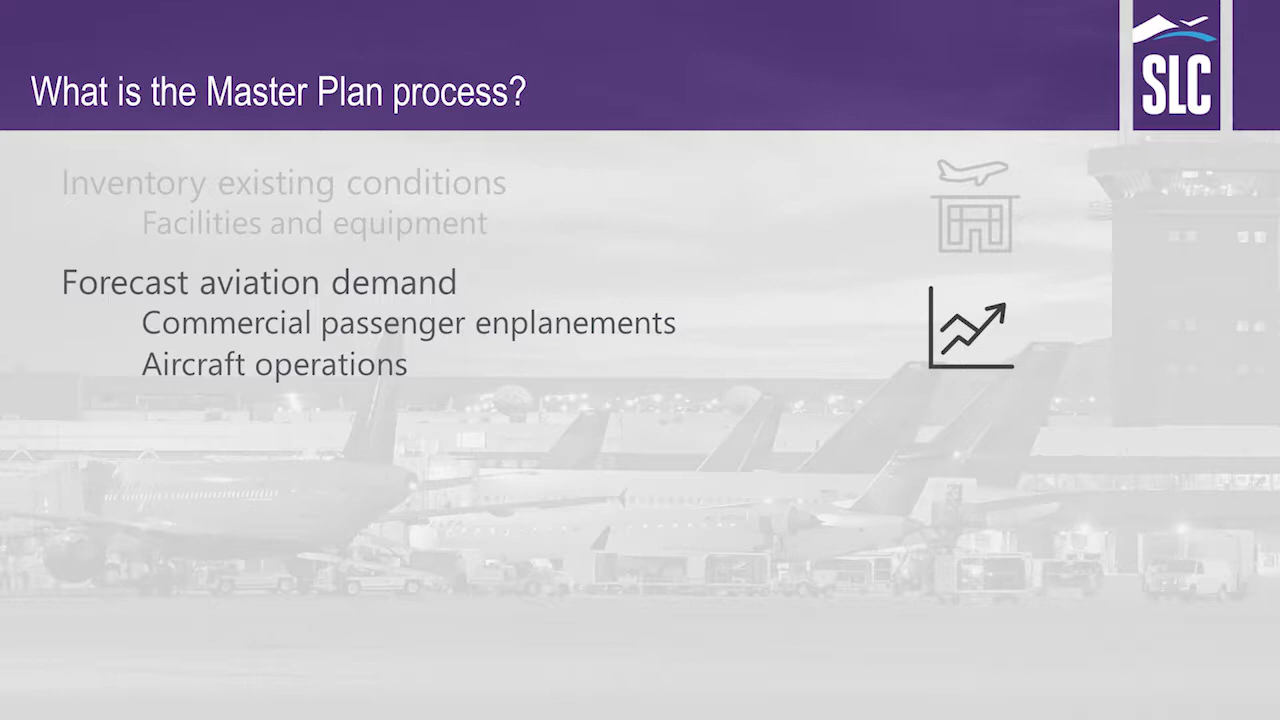 What is the Master Plan process?
SLC
Inventory existing conditions
Facilities and equipment
Forecast aviation demand
Commercial passenger enplanements
Aircraft operations